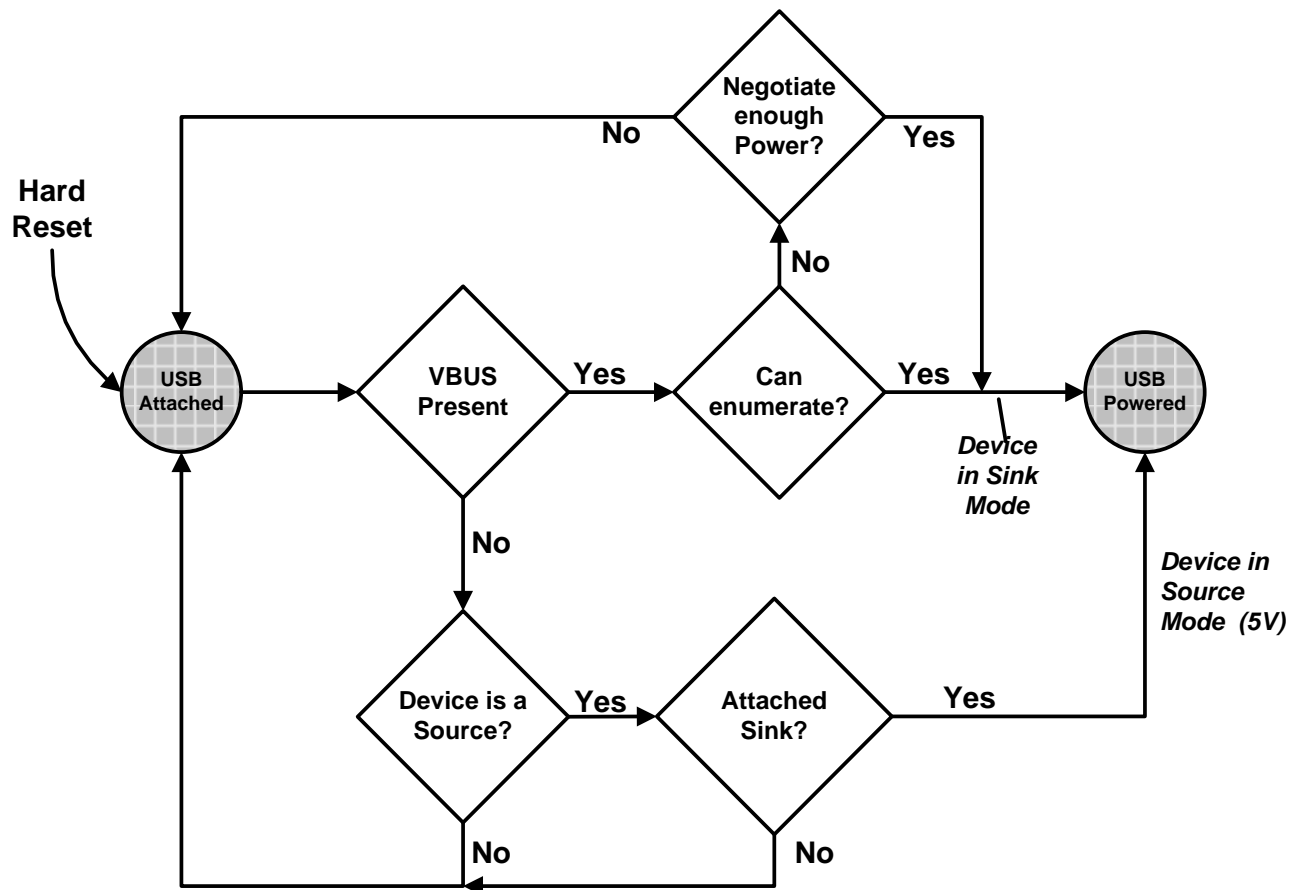 Negotiate
enough
Power?
No
Yes
Hard
Reset
No
USB
Attached
VBUS
Present
Yes
Can
enumerate?
Yes
USB
Powered
Device
in Sink
Mode
No
Device in
Source
Mode (5V)
Device is a
Source?
Yes
Attached
Sink?
Yes
No
No